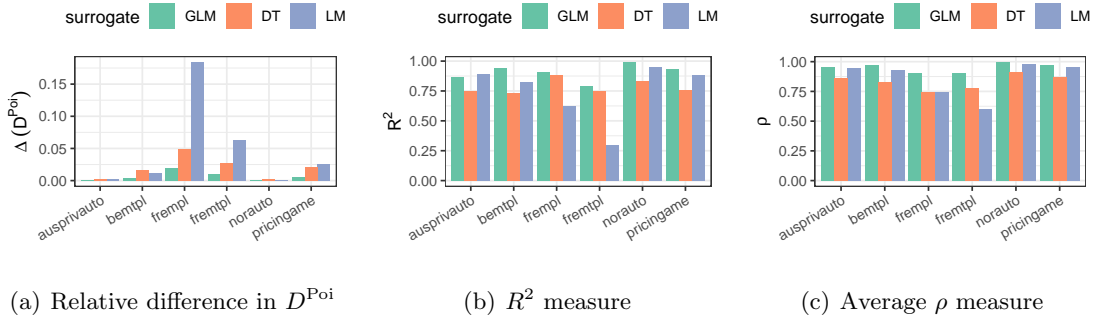 surrogate GLM DT LM
Δ (D^Poi)
0.15
0.10
0.05
0.00
ausprivauto
bemtpl
frempl
fremtpl
norauto
pricingame
(a) Relative difference in D^Poi
surrogate GLM DT LM
R²
1.00
0.75
0.50
0.25
0.00
ausprivauto
bemtpl
frempl
fremtpl
norauto
pricingame
(b) R² measure
surrogate GLM DT LM
ρ
1.00
0.75
0.50
0.25
0.00
ausprivauto
bemtpl
frempl
fremtpl
norauto
pricingame
(c) Average ρ measure